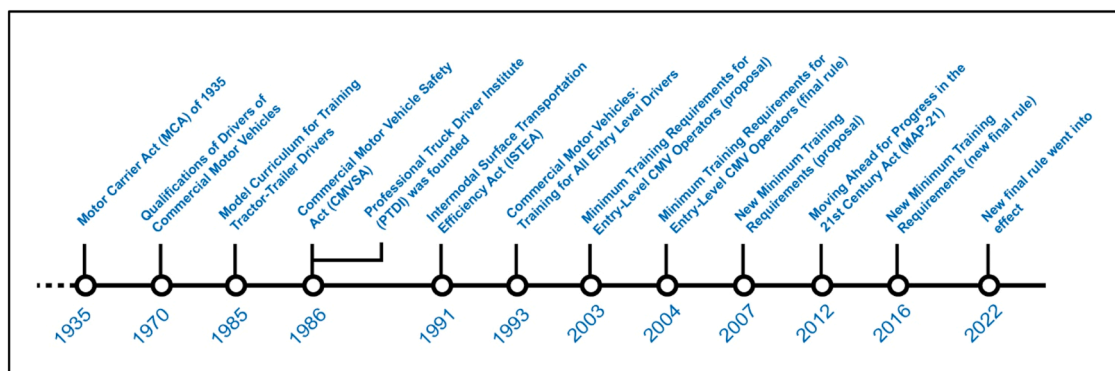 Motor Carrier Act (MCA) of 1935
Qualifications of Drivers of
Commercial Motor Vehicles
Model Curriculum for Training
Tractor-Trailer Drivers
Commercial Motor Vehicle Safety
Act (CMVSA)
Professional Truck Driver Institute
(PTDI) was founded
Intermodal Surface Transportation
Efficiency Act (ISTEA)
Commercial Motor Vehicles:
Training for All Entry Level Drivers
Minimum Training Requirements for
Entry-Level CMV Operators (proposal)
Minimum Training Requirements for
Entry-Level CMV Operators (final rule)
New Minimum Training
Requirements (proposal)
Moving Ahead for Progress in the
21st Century Act (MAP-21)
New Minimum Training
Requirements (new final rule)
New final rule went into
effect
1935
1970
1985
1986
1991
1993
2003
2004
2007
2012
2016
2022